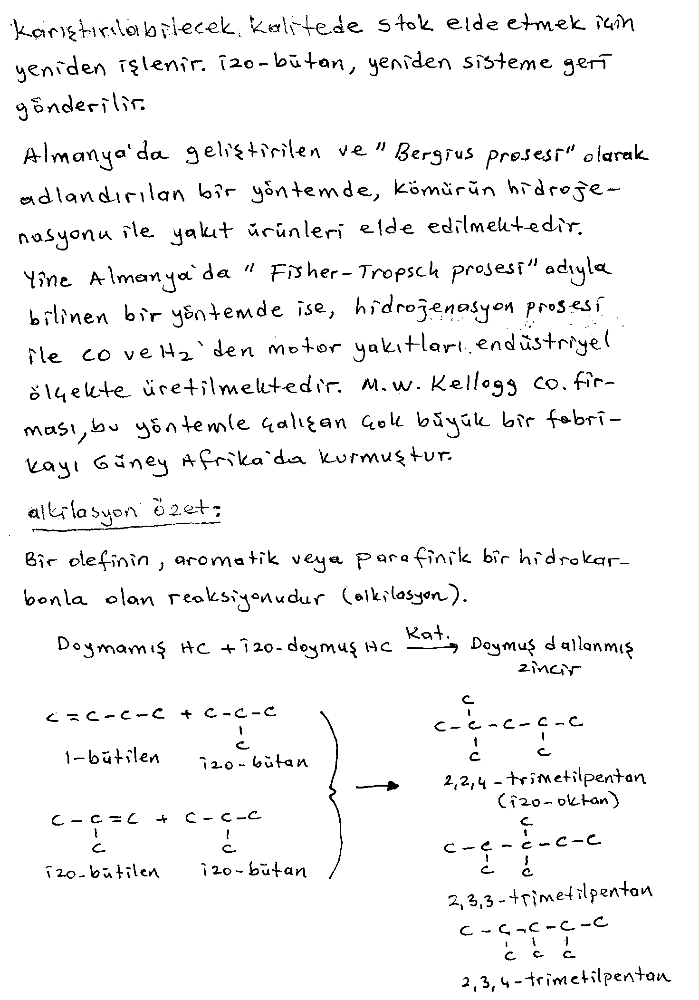 karıştırılabilecek kalitede stok elde etmek için
yeniden işlenir. izo-bütan, yeniden sisteme geri
gönderilir.
Almanya'da geliştirilen ve "Bergius prosesi" olarak
adlandırılan bir yöntemde, kömürün hidroje-
nasyonu ile yakıt ürünleri elde edilmektedir.
Yine Almanya'da "Fisher-Tropsch prosesi" adıyla
bilinen bir yöntemde ise, hidrojenasyon prosesi
ile CO ve H2'den motor yakıtları endüstriyel
ölçekte üretilmektedir. M.W. Kellogg CO. fir-
ması, bu yöntemle çalışan çok büyük bir fabri-
kayı Güney Afrika'da kurmuştur.
alkilasyon özet:
Bir olefinin, aromatik veya parafinik bir hidrokar-
bonla olan reaksiyonudur (alkilasyon).
Kat.
Doymamış HC + izo-doymuş HC → Doymuş dallanmış
zincir
C=C-C-C + C-C-C
C
1-bütilen izo-bütan
C-C=C + C-C-C
C C
izo-bütilen izo-bütan
→
C
C-C-C-C-C
C C
2,2,4-trimetilpentan
(izo-oktan)
C
C-C-C-C-C
C C
2,3,3-trimetilpentan
C-C-C-C-C
C C C
2,3,4-trimetilpentan